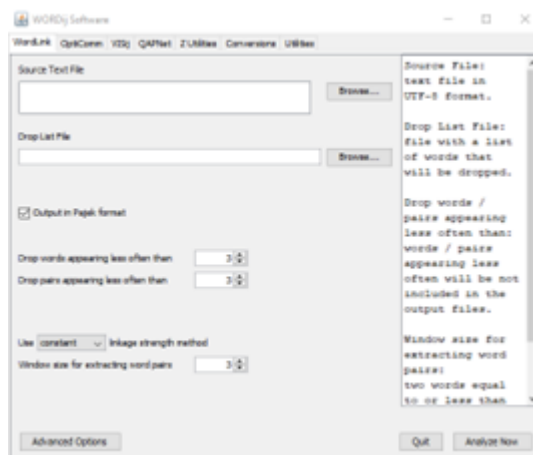 WORDij Software
WordLink OptiComm VISij QAPNet Z Utilities Conversions Utilities
Source Text File
Browse...
Drop List File
Browse...
Output in Pajek format
Drop words appearing less often than 3
Drop pairs appearing less often than 3
Use constant linkage strength method
Window size for extracting word pairs 3
Advanced Options
Quit
Analyze Now
Source File:
text file in
UTF-8 format.
Drop List File:
file with a list
of words that
will be dropped.
Drop words /
pairs appearing
less often than:
words / pairs
appearing less
often will be not
included in the
output files.
Window size for
extracting word
pairs:
two words equal
to or less than